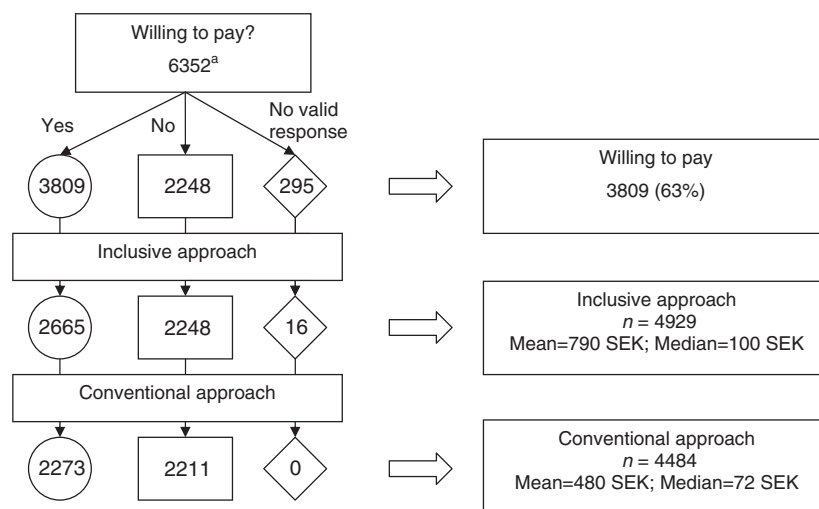 Willing to pay?
6352a
Yes
No
No valid
response
3809
2248
295
Willing to pay
3809 (63%)
Inclusive approach
2665
2248
16
Inclusive approach
n = 4929
Mean=790 SEK; Median=100 SEK
Conventional approach
2273
2211
0
Conventional approach
n = 4484
Mean=480 SEK; Median=72 SEK